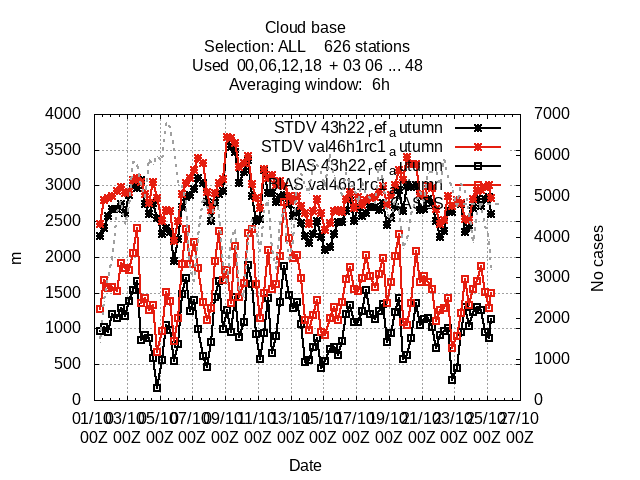 Cloud base
Selection: ALL 626 stations
Used 00,06,12,18 + 03 06 ... 48
Averaging window: 6h
4000 7000
STDV 43h22_ref_autumn
STDV val46h1rc1_autumn
BIAS 43h22_ref_autumn
BIAS val46h1rc1_autumn
CASES
3500
3000
2500
2000
1500
1000
500
0
6000
5000
4000
3000
2000
1000
0
m
No cases
01/10 03/10 05/10 07/10 09/10 11/10 13/10 15/10 17/10 19/10 21/10 23/10 25/10 27/10
00Z 00Z 00Z 00Z 00Z 00Z 00Z 00Z 00Z 00Z 00Z 00Z 00Z 00Z
Date